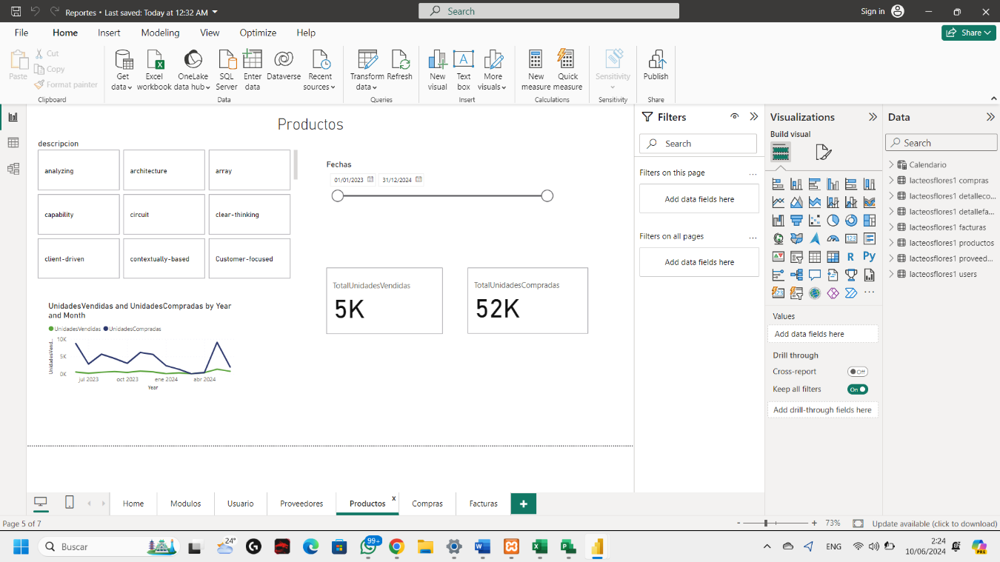 Reportes • Last saved: Today at 12:32 AM
Search
Sign in
File Home Insert Modeling View Optimize Help
Share
Paste
Cut
Copy
Format painter
Clipboard
Get data
Excel workbook
OneLake data hub
SQL Server
Enter data
Dataverse
Recent sources
Data
Transform data
Refresh
Queries
New visual
Text box
More visuals
Insert
New measure
Quick measure
Calculations
Sensitivity
Sensitivity
Publish
Share
Productos
descripcion
analyzing architecture array
capability circuit clear-thinking
client-driven contextually-based Customer-focused
Fechas
01/01/2023 31/12/2024
TotalUnidadesVendidas
5K
TotalUnidadesCompradas
52K
UnidadesVendidas and UnidadesCompradas by Year
and Month
UnidadesVendidas UnidadesCompradas
UnidadesVend...
10K
5K
0K
jul 2023 oct 2023 ene 2024 abr 2024
Year
Filters
Search
Filters on this page ...
Add data fields here
Filters on all pages ...
Add data fields here
Visualizations
Build visual
R Py
123
...
Values
Add data fields here
Drill through
Cross-report Off
Keep all filters On
Add drill-through fields here
Data
Search
Calendario
lacteosflores1 compras
lacteosflores1 detalleco...
lacteosflores1 detallefa...
lacteosflores1 facturas
lacteosflores1 productos
lacteosflores1 proveed...
lacteosflores1 users
Home Modulos Usuario Proveedores Productos x Compras Facturas +
Page 5 of 7
- + 73%
Update available (click to download)
Buscar
24°
99+
ENG
2:24
10/06/2024
PRE